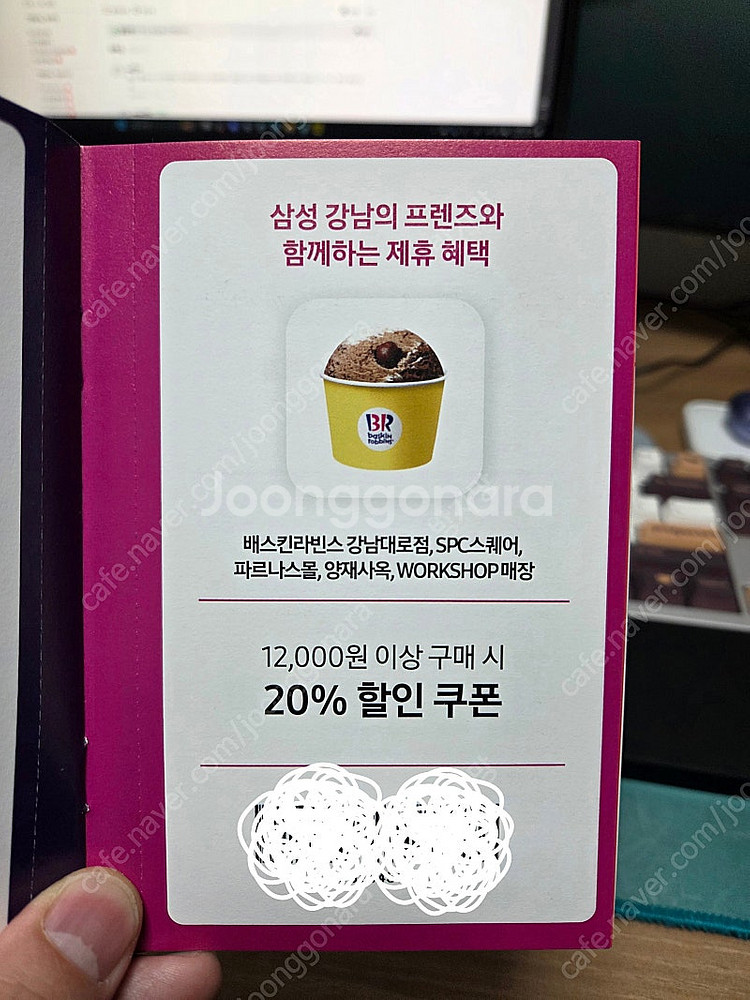 삼성 강남의 프렌즈와
함께하는 제휴 혜택
BR
baskin
robbins
Joonggonara
배스킨라빈스 강남대로점, SPC스퀘어,
파르나스몰, 양재사옥, WORKSHOP 매장
12,000원 이상 구매 시
20% 할인 쿠폰
cafe.naver.com/joonggonara